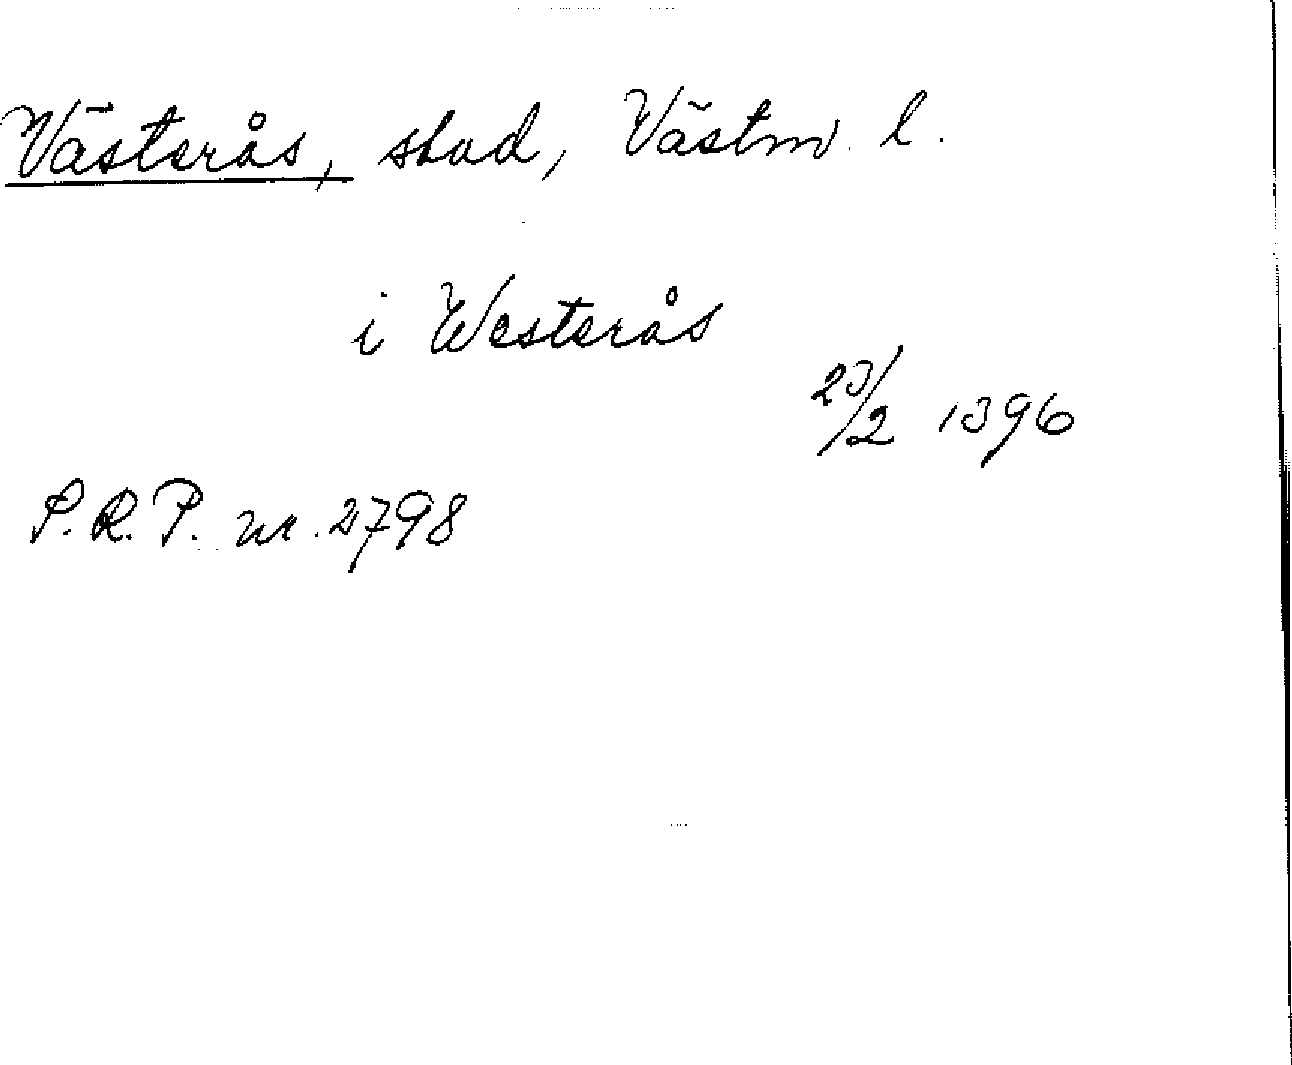 Västerås, stad, Västm. l.
i Westerås
23/2 1396
S.R.P. nr. 2798